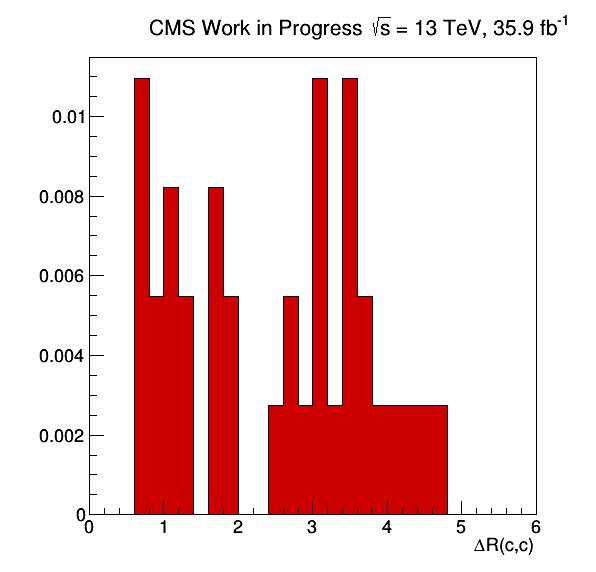 CMS Work in Progress √s = 13 TeV, 35.9 fb⁻¹
0.01
0.008
0.006
0.004
0.002
0
0 1 2 3 4 5 6
ΔR(c,c)